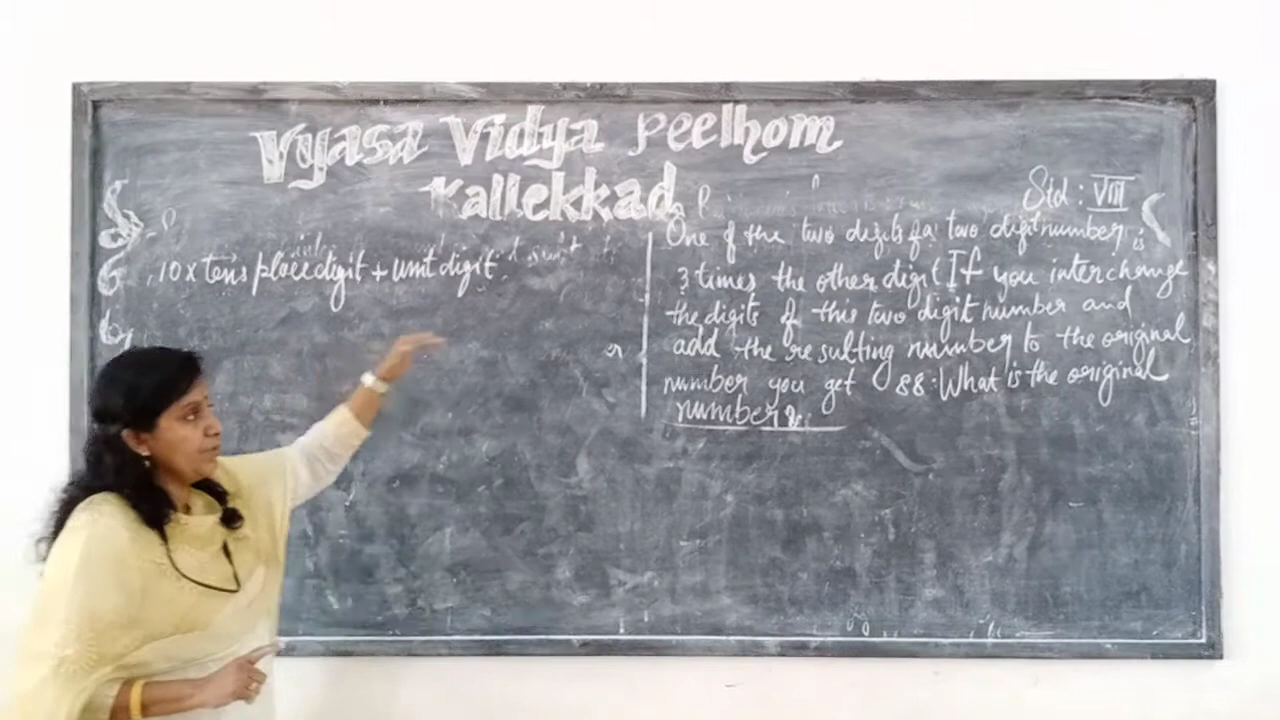 Vyasa Vidya Peelhom
Kallekkad
Std : VIII
10 x tens place digit + unit digit.
One of the two digits of a two digit number is
3 times the other digit If you interchange
the digits of this two digit number and
add the resulting number to the original
number you get 88. What is the original
number?